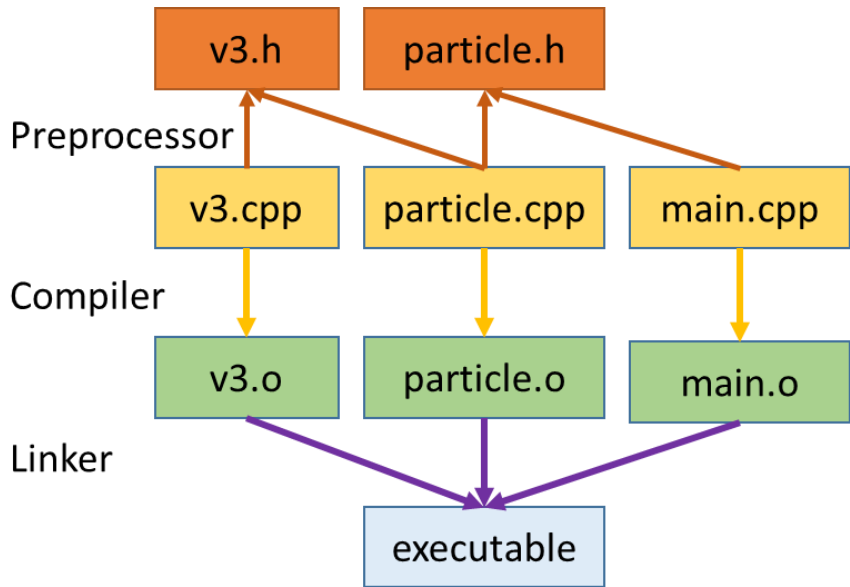 v3.h
particle.h
Preprocessor
v3.cpp
particle.cpp
main.cpp
Compiler
v3.o
particle.o
main.o
Linker
executable